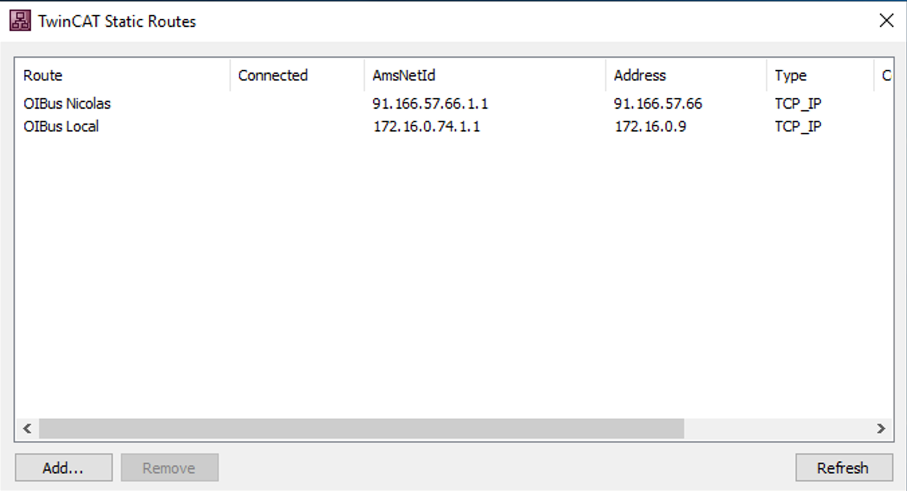 TwinCAT Static Routes
Route Connected AmsNetId Address Type C
OIBus Nicolas 91.166.57.66.1.1 91.166.57.66 TCP_IP
OIBus Local 172.16.0.74.1.1 172.16.0.9 TCP_IP
Add... Remove Refresh